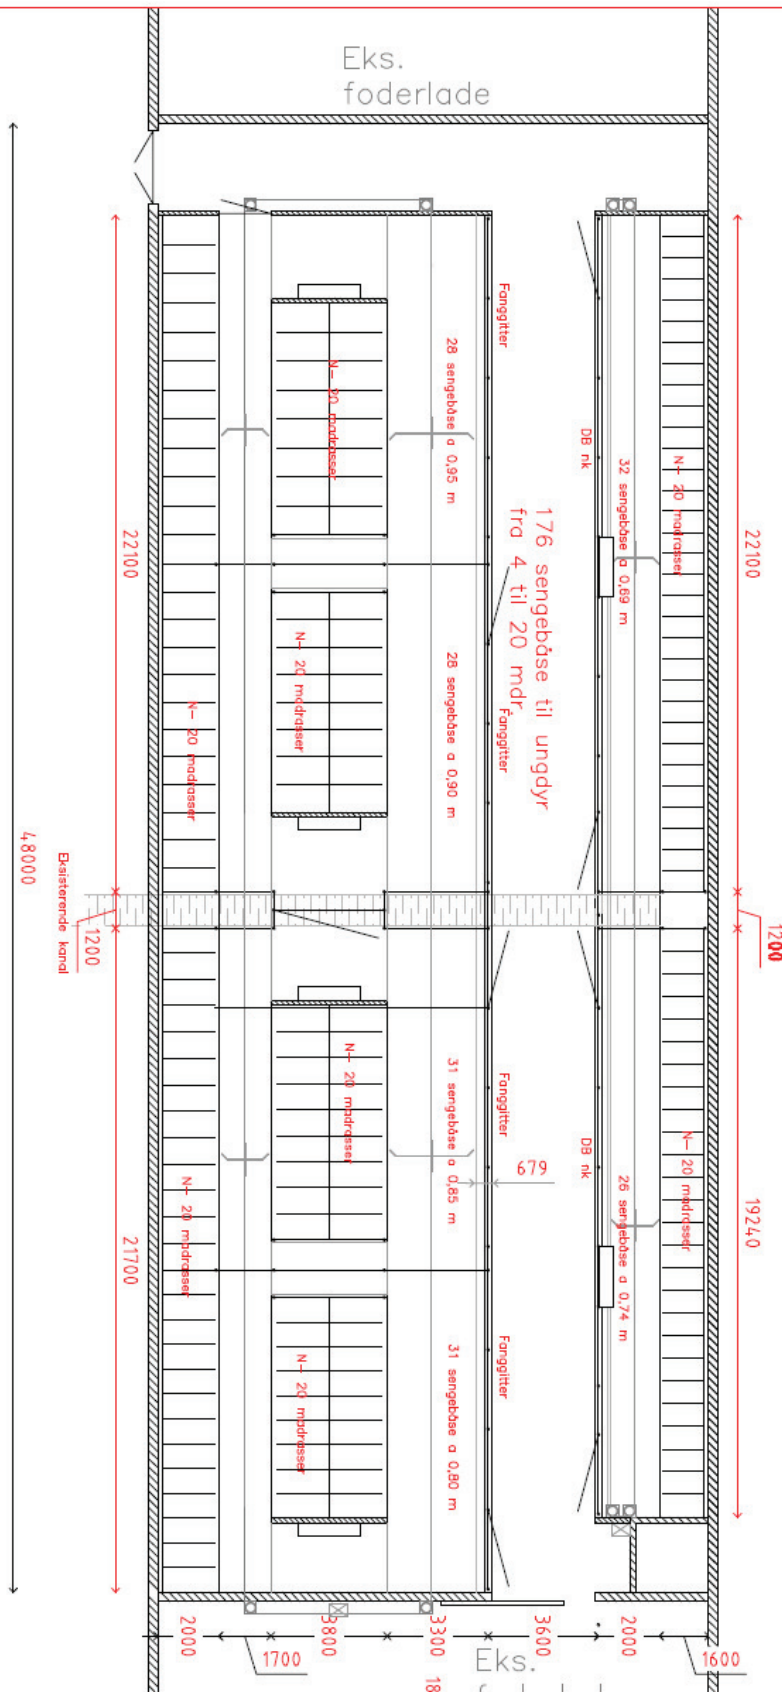 Eks.
foderlade
Fanggitter
28 sengebåse a 0,95 m
N- 20 madrasser
DB nk
32 sengebåse a 0,69 m
N- 20 madrasser
22100
22100
176 sengebåse til ungdyr
fra 4 til 20 mdr.
N- 20 madrasser
28 sengebåse a 0,90 m
Fanggitter
N- 20 madrasser
48000
Eksisterende kanal
1200
1200
N- 20 madrasser
31 sengebåse a 0,85 m
Fanggitter
679
DB nk
26 sengebåse a 0,74 m
N- 20 madrasser
19240
N- 20 madrasser
21700
N- 20 madrasser
31 sengebåse a 0,80 m
Fanggitter
2000
1700
3800
3300
3600
2000
1600
Eks.
18